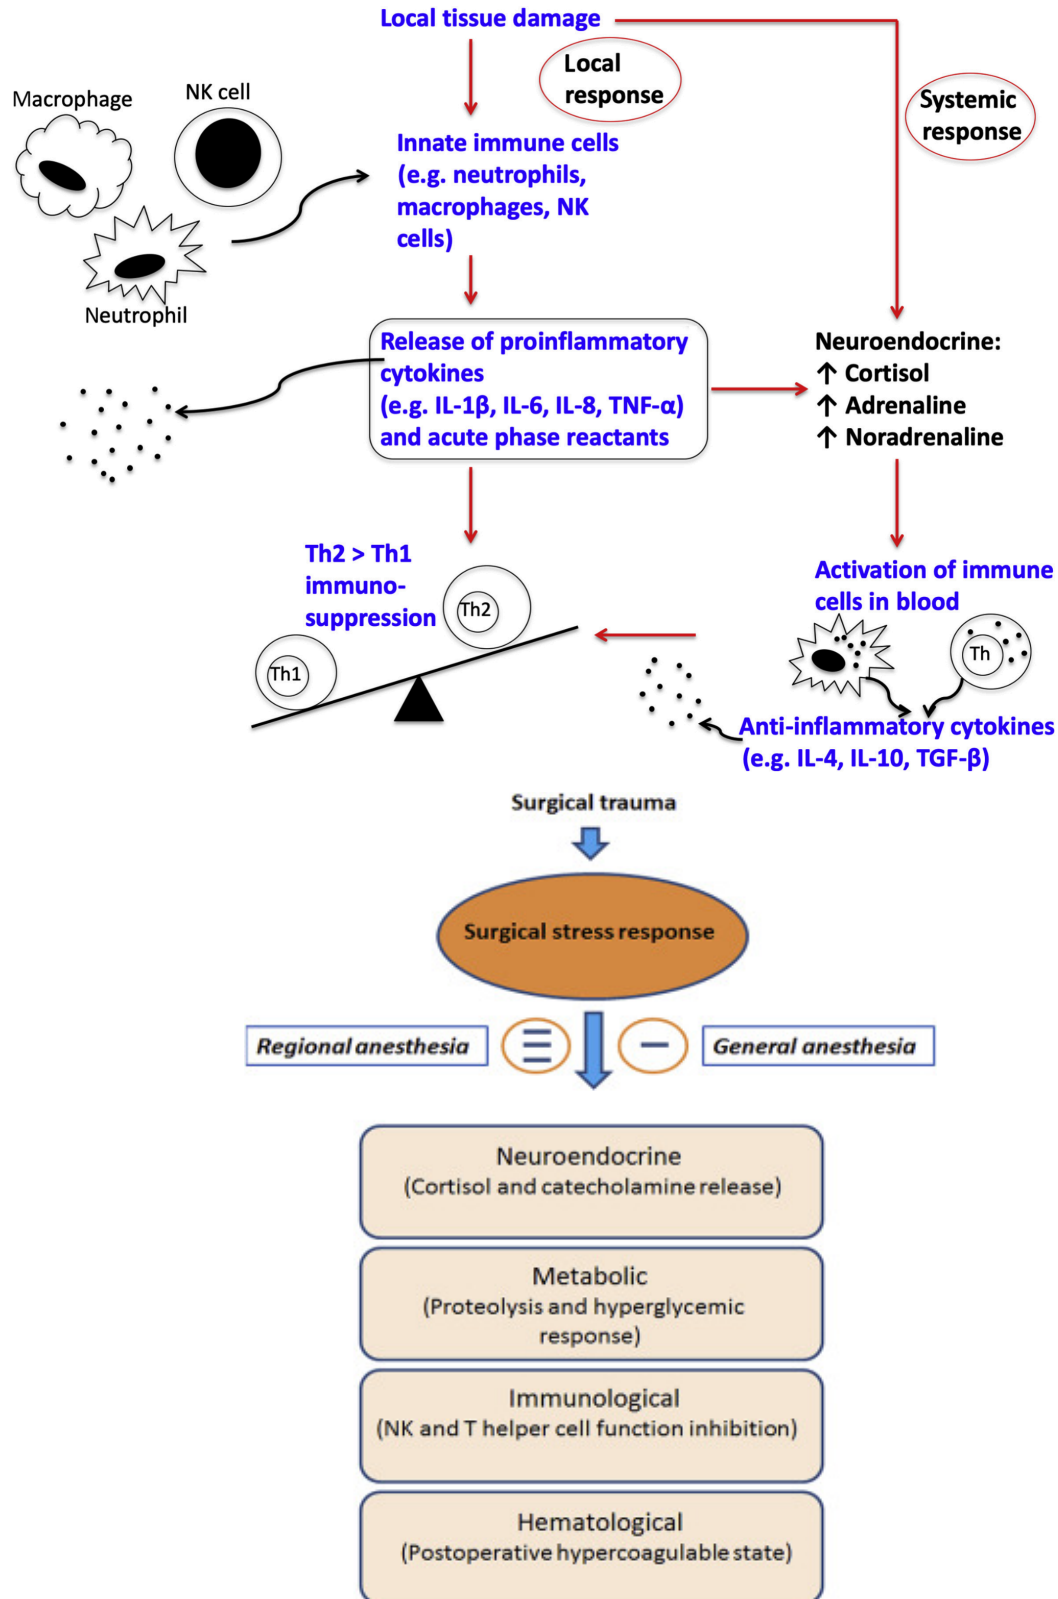 Local tissue damage
Local
response
Systemic
response
Macrophage
NK cell
Neutrophil
Innate immune cells
(e.g. neutrophils,
macrophages, NK
cells)
Release of proinflammatory
cytokines
(e.g. IL-1β, IL-6, IL-8, TNF-α)
and acute phase reactants
Neuroendocrine:
↑ Cortisol
↑ Adrenaline
↑ Noradrenaline
Th2 > Th1
immuno-
suppression
Th2
Th1
Activation of immune
cells in blood
Th
Anti-inflammatory cytokines
(e.g. IL-4, IL-10, TGF-β)
Surgical trauma
Surgical stress response
Regional anesthesia
General anesthesia
Neuroendocrine
(Cortisol and catecholamine release)
Metabolic
(Proteolysis and hyperglycemic
response)
Immunological
(NK and T helper cell function inhibition)
Hematological
(Postoperative hypercoagulable state)